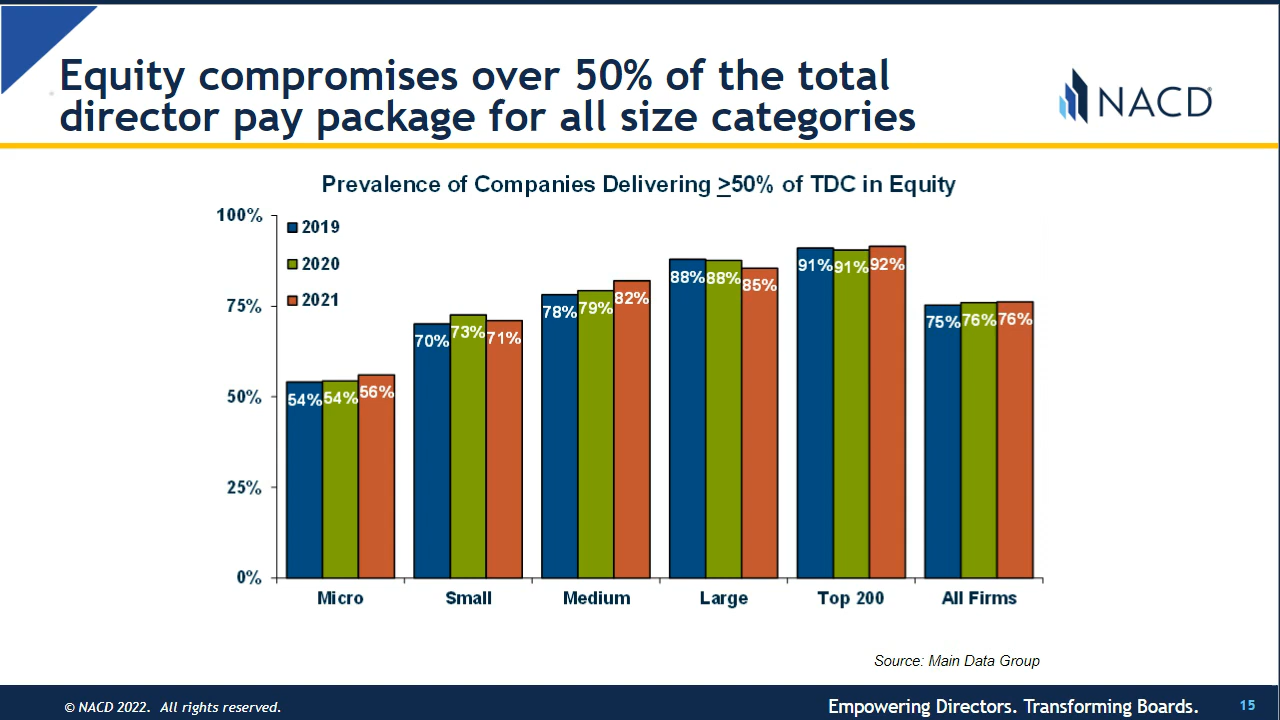 Equity compromises over 50% of the total
director pay package for all size categories
NACD
Prevalence of Companies Delivering >50% of TDC in Equity
100%
75%
50%
25%
0%
2019
2020
2021
54% 54% 56%
70% 73% 71%
78% 79% 82%
88% 88% 85%
91% 91% 92%
75% 76% 76%
Micro Small Medium Large Top 200 All Firms
Source: Main Data Group
© NACD 2022. All rights reserved.
Empowering Directors. Transforming Boards.
15